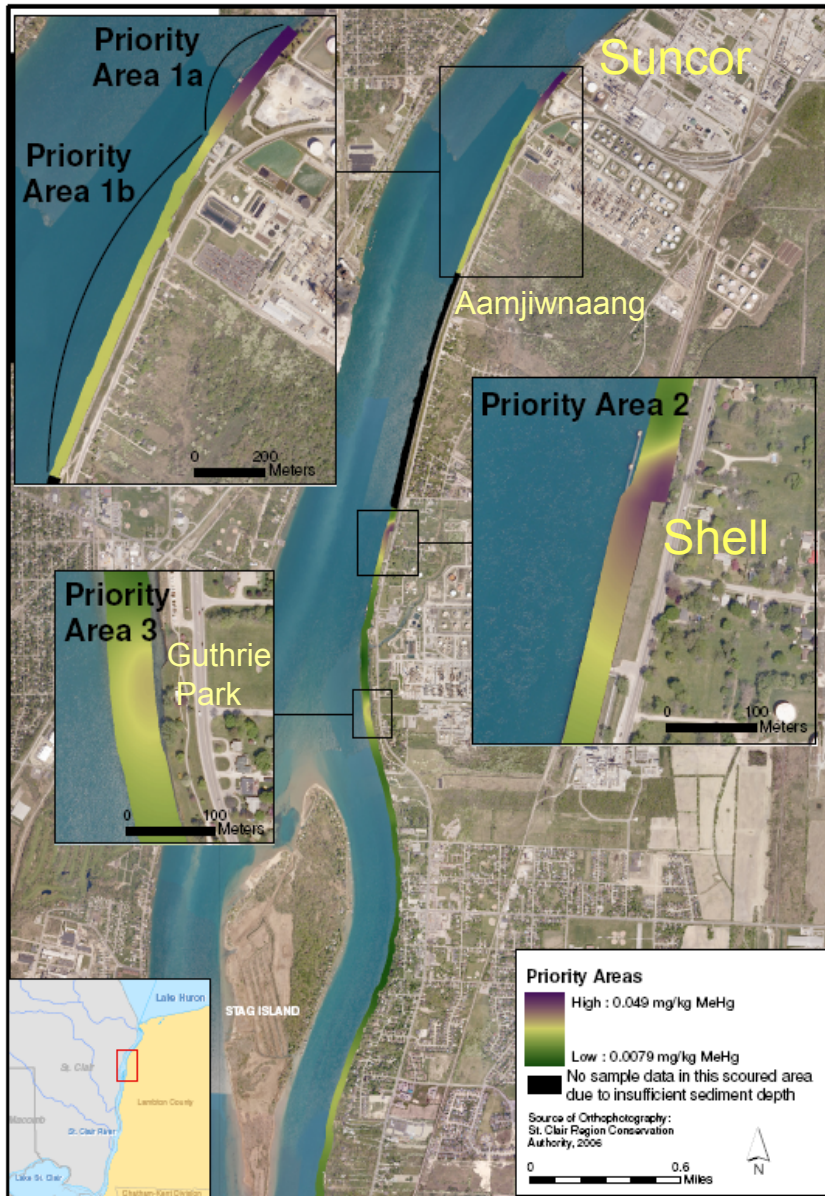 Priority
Area 1a
Priority
Area 1b
0 200
Meters
Suncor
Aamjiwnaang
Priority Area 2
Shell
0 100
Meters
Priority
Area 3
Guthrie
Park
0 100
Meters
STAG ISLAND
Lake Huron
St. Clair
Lambton County
Macomb
St. Clair River
Lake St. Clair
Chatham-Kent Division
Priority Areas
High : 0.049 mg/kg MeHg
Low : 0.0079 mg/kg MeHg
No sample data in this scoured area
due to insufficient sediment depth
Source of Orthophotography:
St. Clair Region Conservation
Authority, 2006
0 0.6
Miles
N